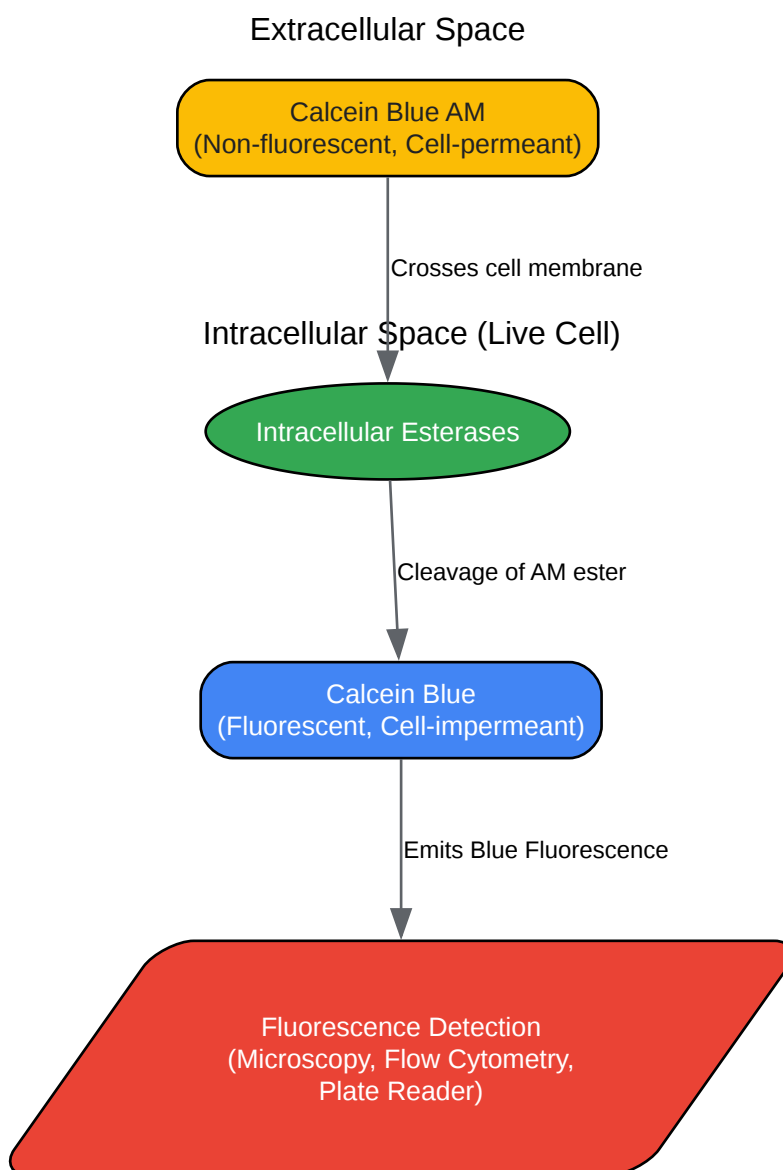 Extracellular Space
Calcein Blue AM
(Non-fluorescent, Cell-permeant)
Crosses cell membrane
Intracellular Space (Live Cell)
Intracellular Esterases
Cleavage of AM ester
Calcein Blue
(Fluorescent, Cell-impermeant)
Emits Blue Fluorescence
Fluorescence Detection
(Microscopy, Flow Cytometry,
Plate Reader)